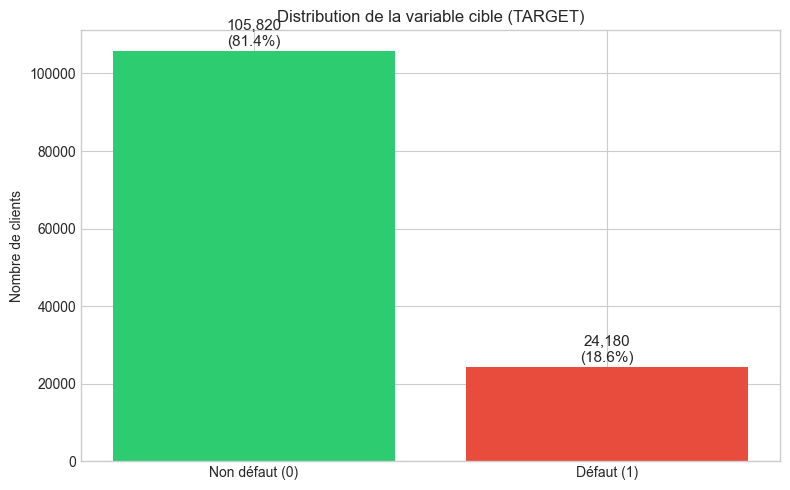 Distribution de la variable cible (TARGET)
105,820
(81.4%)
100000
80000
60000
40000
20000
0
Nombre de clients
24,180
(18.6%)
Non défaut (0)
Défaut (1)